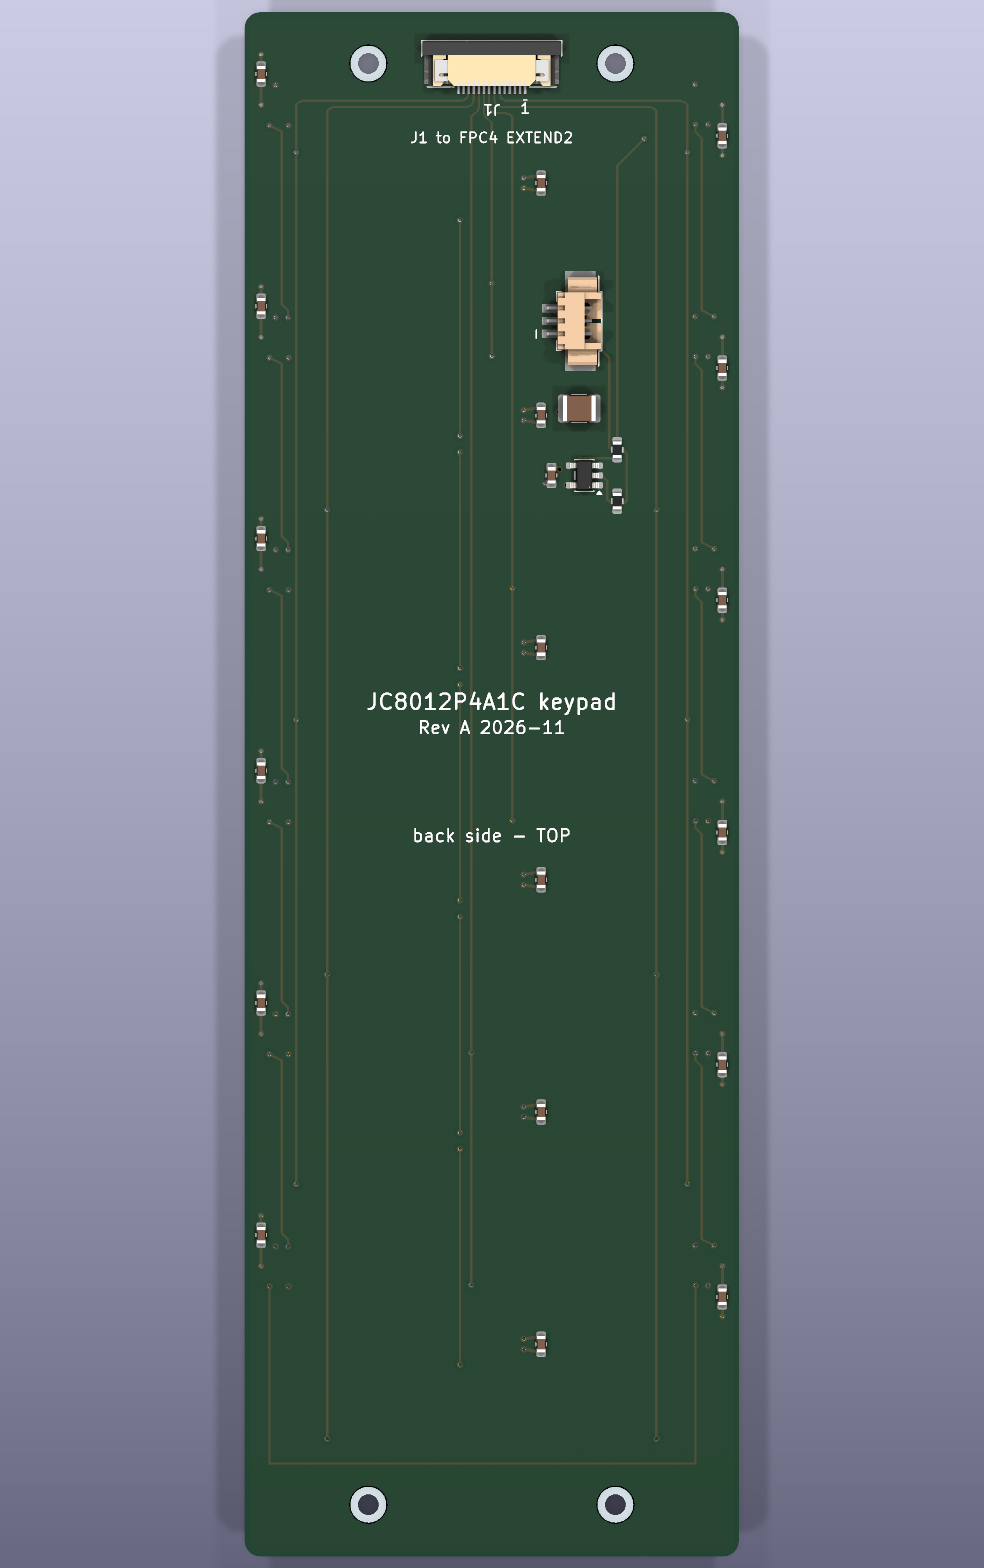 J1 1
J1 to FPC4 EXTEND2
JC8012P4A1C keypad
Rev A 2026-11
back side - TOP